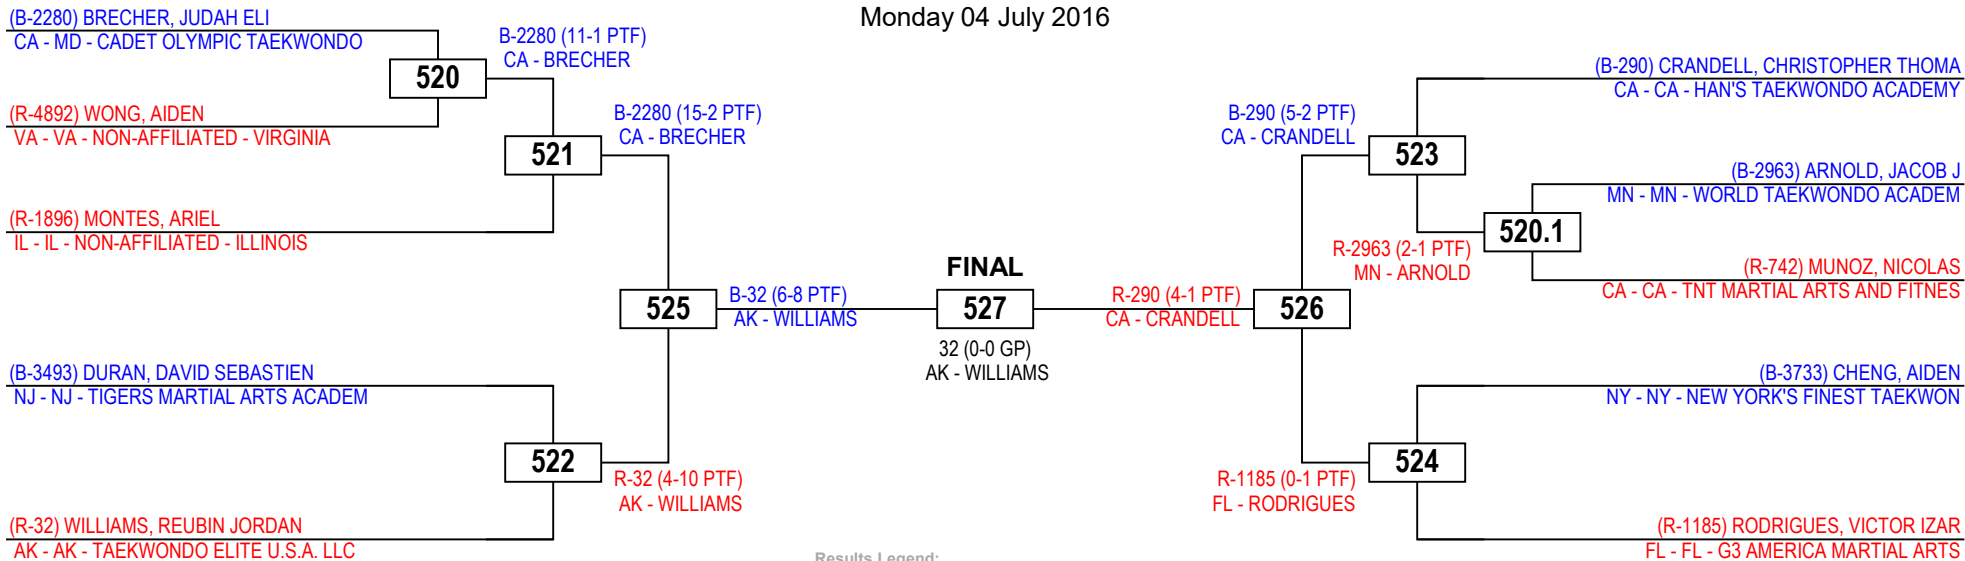 Monday 04 July 2016
(B-2280) BRECHER, JUDAH ELI
CA - MD - CADET OLYMPIC TAEKWONDO
B-2280 (11-1 PTF)
CA - BRECHER
520
(R-4892) WONG, AIDEN
VA - VA - NON-AFFILIATED - VIRGINIA
B-2280 (15-2 PTF)
CA - BRECHER
521
(R-1896) MONTES, ARIEL
IL - IL - NON-AFFILIATED - ILLINOIS
525
B-32 (6-8 PTF)
AK - WILLIAMS
(B-3493) DURAN, DAVID SEBASTIEN
NJ - NJ - TIGERS MARTIAL ARTS ACADEM
522
R-32 (4-10 PTF)
AK - WILLIAMS
(R-32) WILLIAMS, REUBIN JORDAN
AK - AK - TAEKWONDO ELITE U.S.A. LLC
FINAL
527
32 (0-0 GP)
AK - WILLIAMS
(B-290) CRANDELL, CHRISTOPHER THOMA
CA - CA - HAN'S TAEKWONDO ACADEMY
B-290 (5-2 PTF)
CA - CRANDELL
523
(B-2963) ARNOLD, JACOB J
MN - MN - WORLD TAEKWONDO ACADEM
520.1
R-2963 (2-1 PTF)
MN - ARNOLD
(R-742) MUNOZ, NICOLAS
CA - CA - TNT MARTIAL ARTS AND FITNES
R-290 (4-1 PTF)
CA - CRANDELL
526
(B-3733) CHENG, AIDEN
NY - NY - NEW YORK'S FINEST TAEKWON
524
R-1185 (0-1 PTF)
FL - RODRIGUES
(R-1185) RODRIGUES, VICTOR IZAR
FL - FL - G3 AMERICA MARTIAL ARTS
Results Legend: